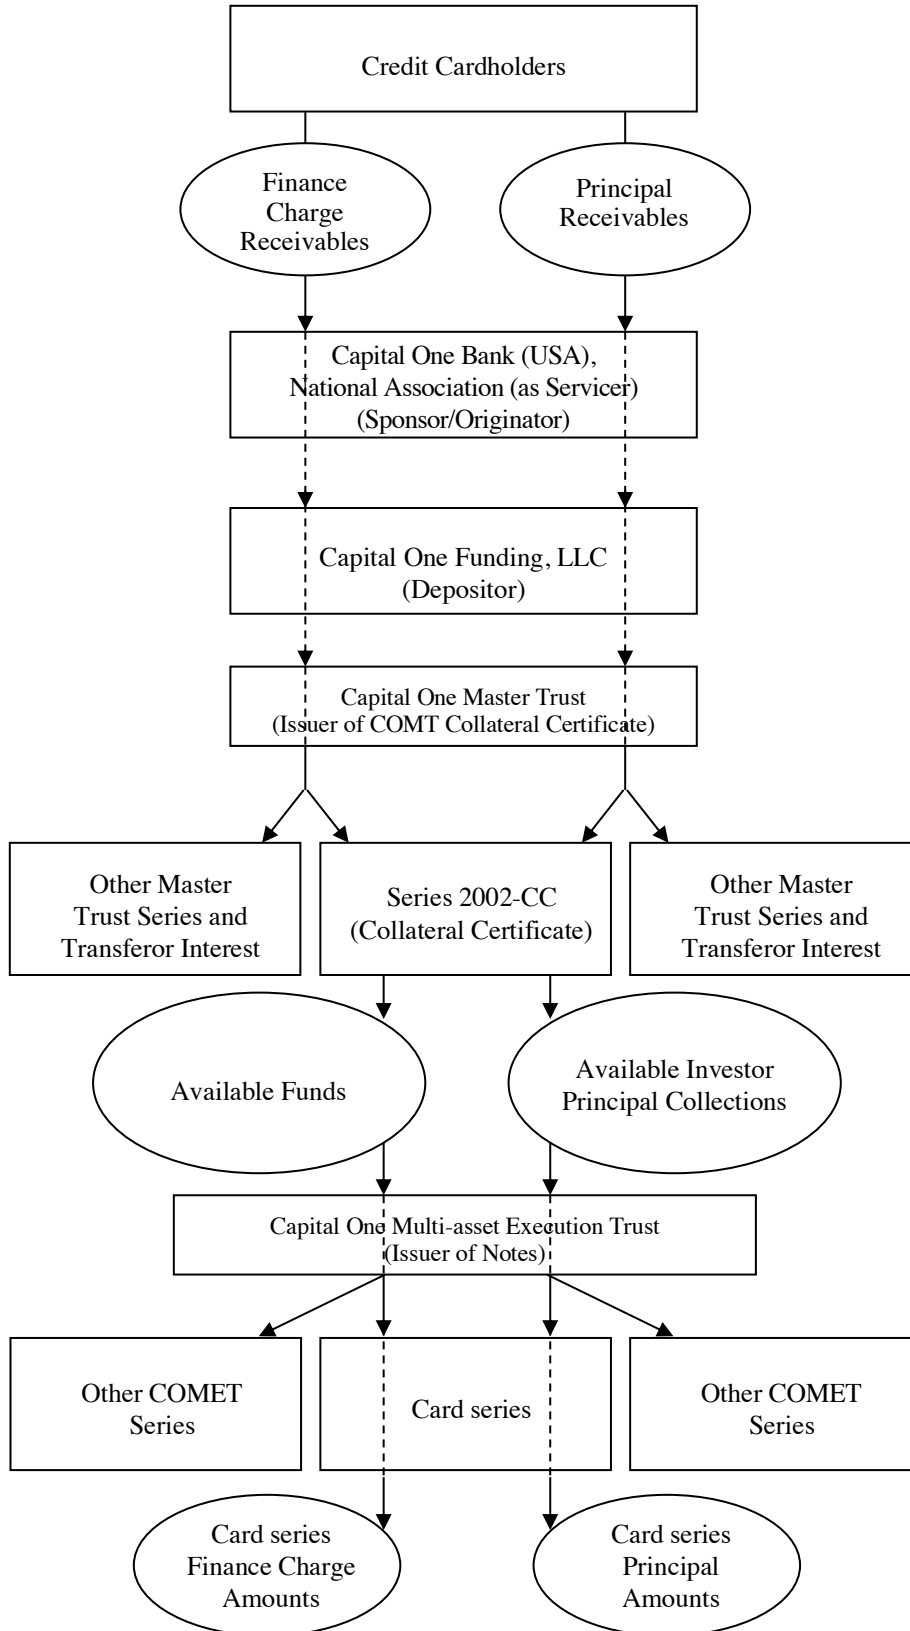 Credit Cardholders
Finance
Charge
Receivables
Principal
Receivables
Capital One Bank (USA),
National Association (as Servicer)
(Sponsor/Originator)
Capital One Funding, LLC
(Depositor)
Capital One Master Trust
(Issuer of COMT Collateral Certificate)
Other Master
Trust Series and
Transferor Interest
Series 2002-CC
(Collateral Certificate)
Other Master
Trust Series and
Transferor Interest
Available Funds
Available Investor
Principal Collections
Capital One Multi-asset Execution Trust
(Issuer of Notes)
Other COMET
Series
Card series
Other COMET
Series
Card series
Finance Charge
Amounts
Card series
Principal
Amounts